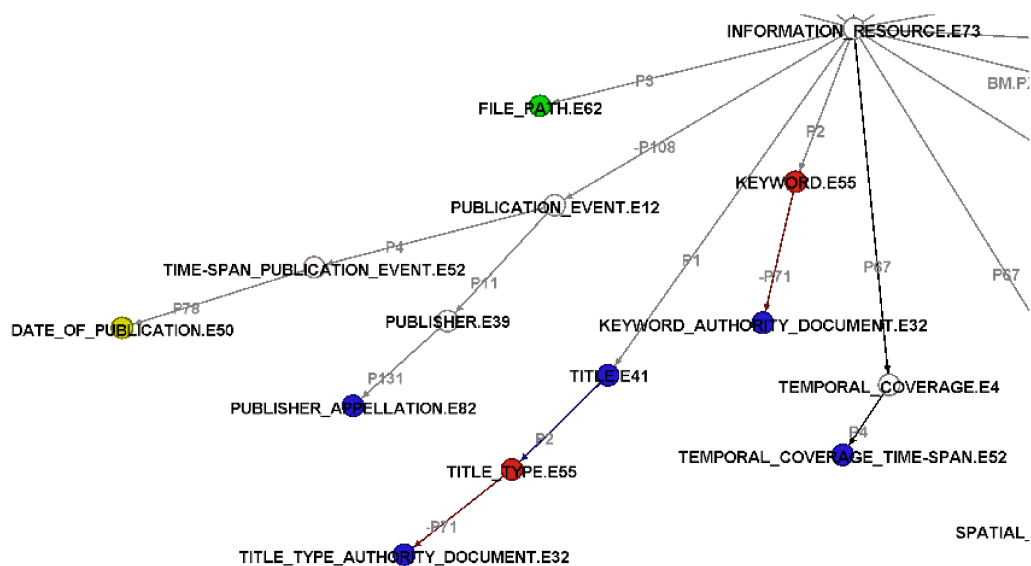 INFORMATION_RESOURCE.E73
P3
BM.PX
FILE_PATH.E62
P2
-P108
KEYWORD.E55
PUBLICATION_EVENT.E12
P4
P1
P67
P67
TIME-SPAN_PUBLICATION_EVENT.E52
P11
-P71
P78
DATE_OF_PUBLICATION.E50
PUBLISHER.E39
KEYWORD_AUTHORITY_DOCUMENT.E32
P131
TITLE.E41
TEMPORAL_COVERAGE.E4
PUBLISHER_APPELLATION.E82
P2
P4
TEMPORAL_COVERAGE_TIME-SPAN.E52
TITLE_TYPE.E55
-P71
SPATIAL_
TITLE_TYPE_AUTHORITY_DOCUMENT.E32